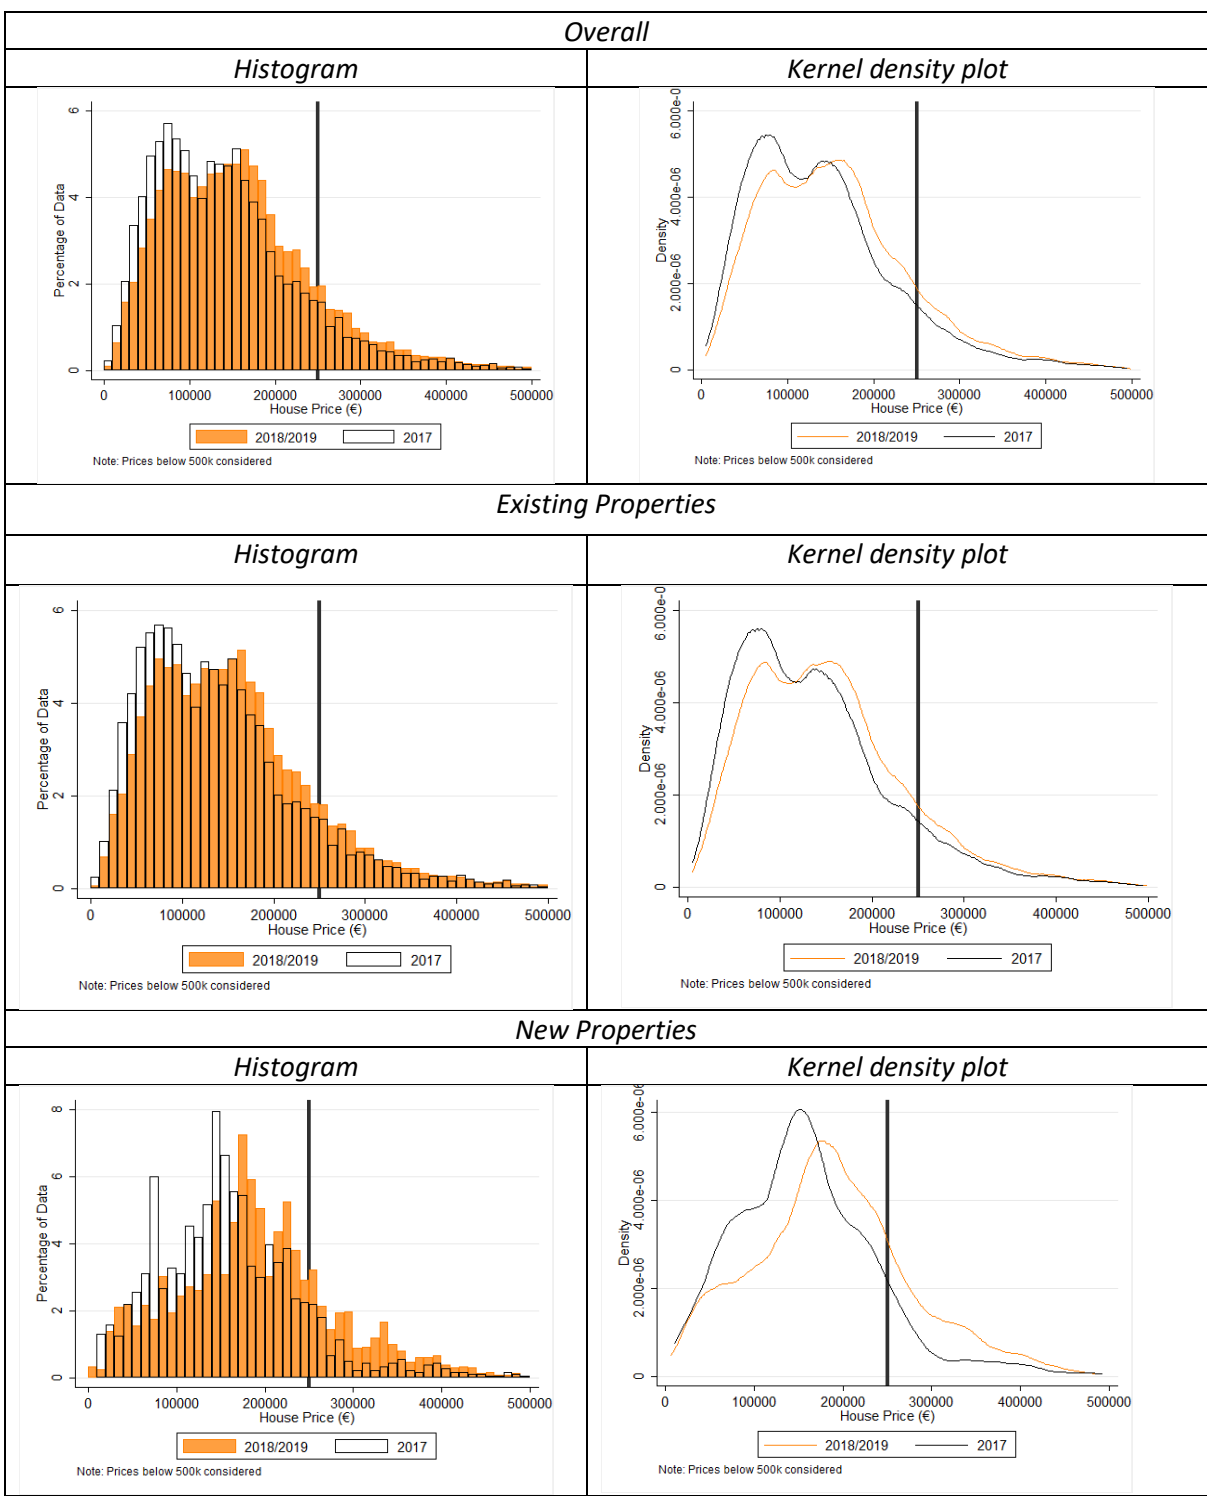 Overall
Histogram
Kernel density plot
6
4
2
0
Percentage of Data
0 100000 200000 300000 400000 500000
House Price (€)
2018/2019 2017
Note: Prices below 500k considered
6.000e-0
4.000e-06
2.000e-06
0
Density
0 100000 200000 300000 400000 500000
House Price (€)
2018/2019 2017
Note: Prices below 500k considered
Existing Properties
Histogram
Kernel density plot
6
4
2
0
Percentage of Data
0 100000 200000 300000 400000 500000
House Price (€)
2018/2019 2017
Note: Prices below 500k considered
6.000e-0
4.000e-06
2.000e-06
0
Density
0 100000 200000 300000 400000 500000
House Price (€)
2018/2019 2017
Note: Prices below 500k considered
New Properties
Histogram
Kernel density plot
8
6
4
2
0
Percentage of Data
0 100000 200000 300000 400000 500000
House Price (€)
2018/2019 2017
Note: Prices below 500k considered
6.000e-06
4.000e-06
2.000e-06
0
Density
0 100000 200000 300000 400000 500000
House Price (€)
2018/2019 2017
Note: Prices below 500k considered